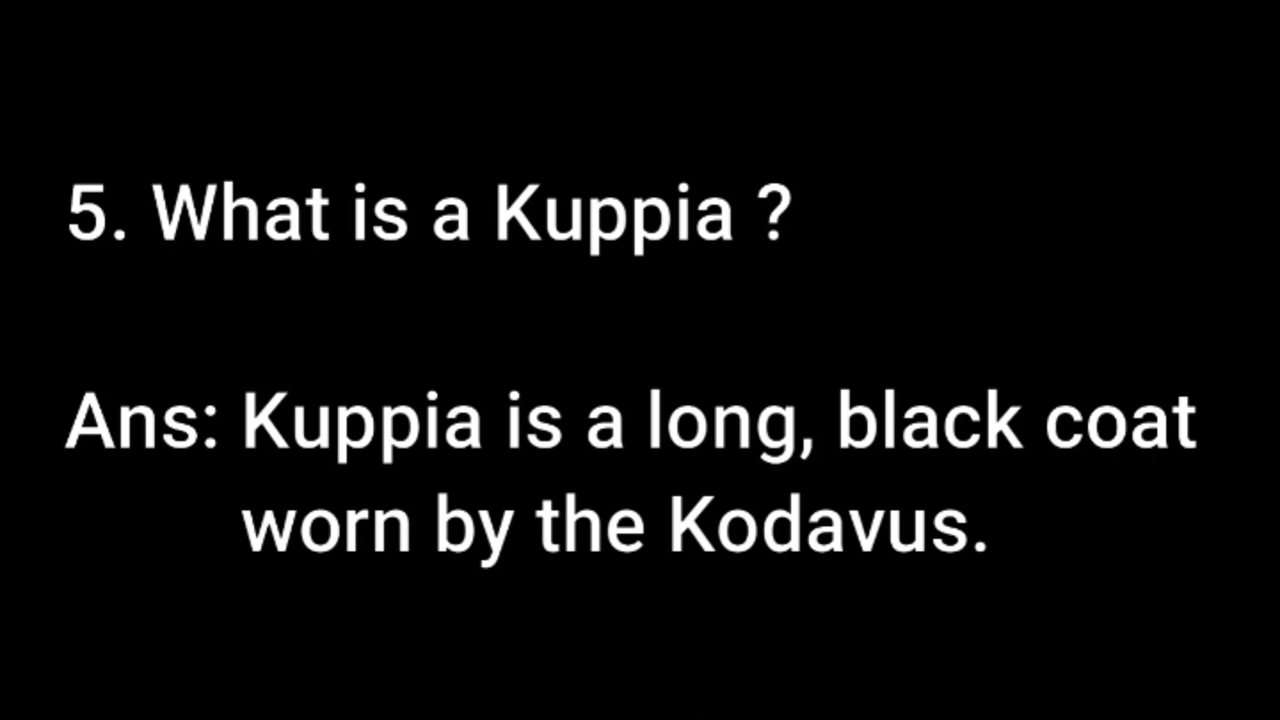 5. What is a Kuppia ?
Ans: Kuppia is a long, black coat
worn by the Kodavus.